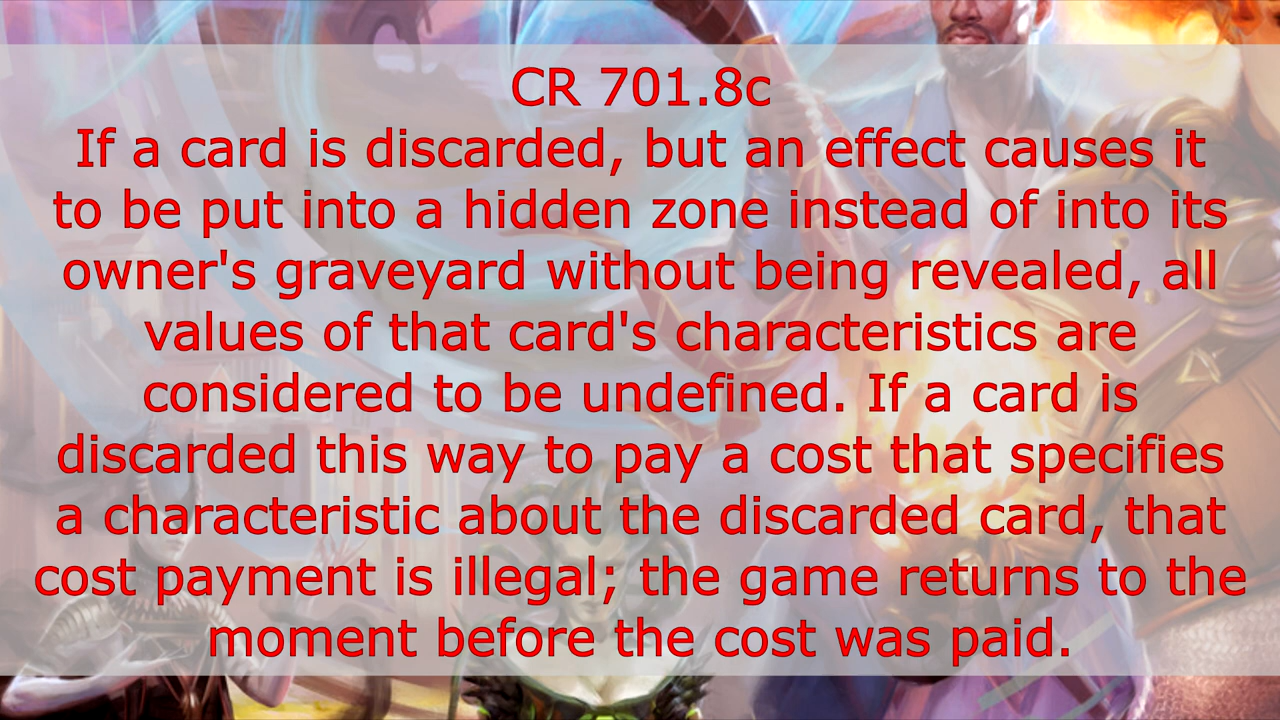 CR 701.8c
If a card is discarded, but an effect causes it
to be put into a hidden zone instead of into its
owner's graveyard without being revealed, all
values of that card's characteristics are
considered to be undefined. If a card is
discarded this way to pay a cost that specifies
a characteristic about the discarded card, that
cost payment is illegal; the game returns to the
moment before the cost was paid.